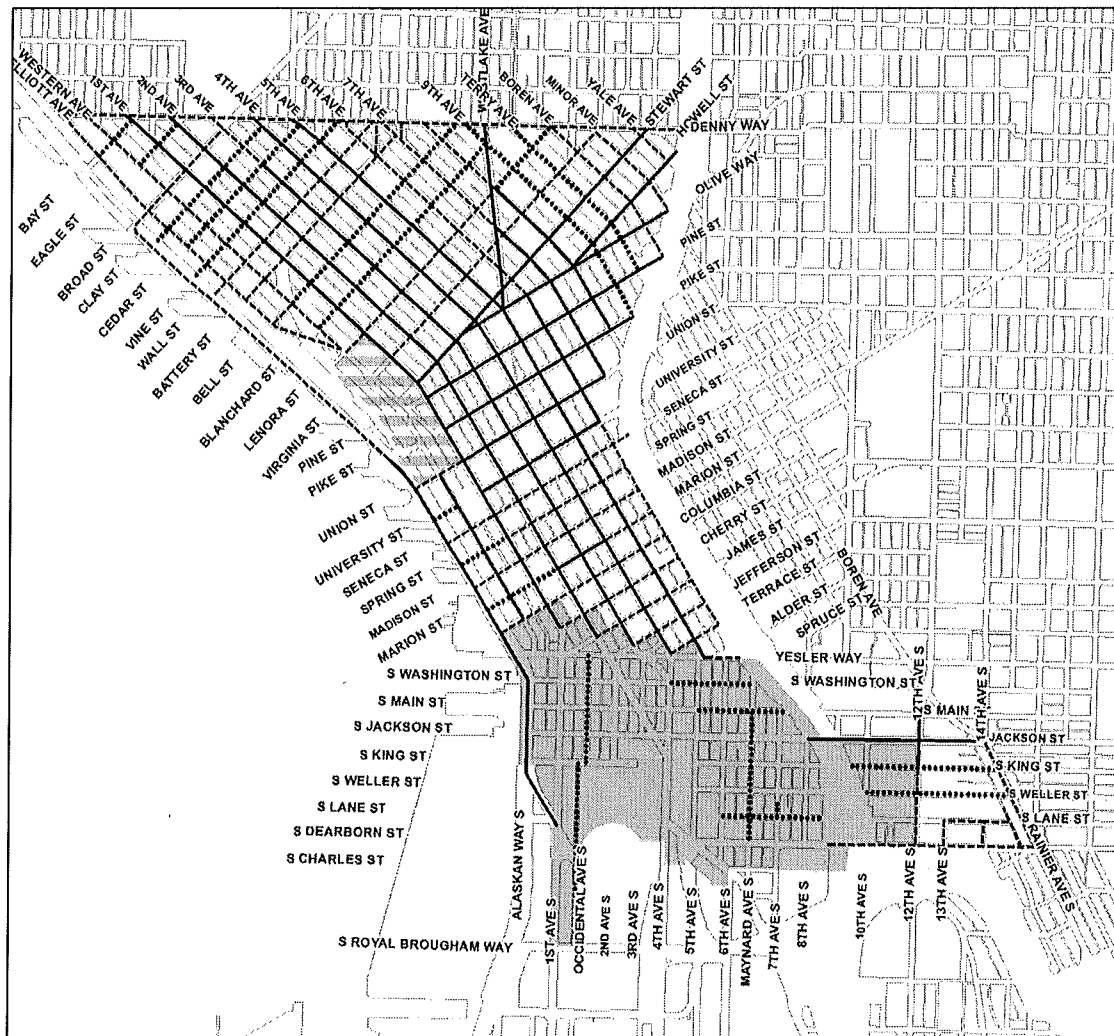 WESTERN AVE
ELLIOTT AVE
1ST AVE
2ND AVE
3RD AVE
4TH AVE
5TH AVE
6TH AVE
7TH AVE
9TH AVE
WESTLAKE AVE
TERRY AVE
BOREN AVE
MINOR AVE
YALE AVE
STEWART ST
HOWELL ST
DENNY WAY
OLIVE WAY
PINE ST
PIKE ST
UNION ST
UNIVERSITY ST
SENECA ST
SPRING ST
MADISON ST
MARION ST
COLUMBIA ST
CHERRY ST
JAMES ST
JEFFERSON ST
TERRACE ST
ALDER ST
SPRUCE ST
BOREN AVE
YESLER WAY
S WASHINGTON ST
12TH AVE S
S MAIN
14TH AVE S
JACKSON ST
S KING ST
S WELLER ST
S LANE ST
RAINIER AVE S
BAY ST
EAGLE ST
BROAD ST
CLAY ST
CEDAR ST
VINE ST
WALL ST
BATTERY ST
BELL ST
BLANCHARD ST
LENORA ST
VIRGINIA ST
PINE ST
PIKE ST
UNION ST
UNIVERSITY ST
SENECA ST
SPRING ST
MADISON ST
MARION ST
S WASHINGTON ST
S MAIN ST
S JACKSON ST
S KING ST
S WELLER ST
S LANE ST
S DEARBORN ST
S CHARLES ST
S ROYAL BROUGHAM WAY
ALASKAN WAY S
1ST AVE S
OCCIDENTAL AVE S
2ND AVE S
3RD AVE S
4TH AVE S
5TH AVE S
6TH AVE S
MAYNARD AVE S
7TH AVE S
8TH AVE S
10TH AVE S
12TH AVE S
13TH AVE S